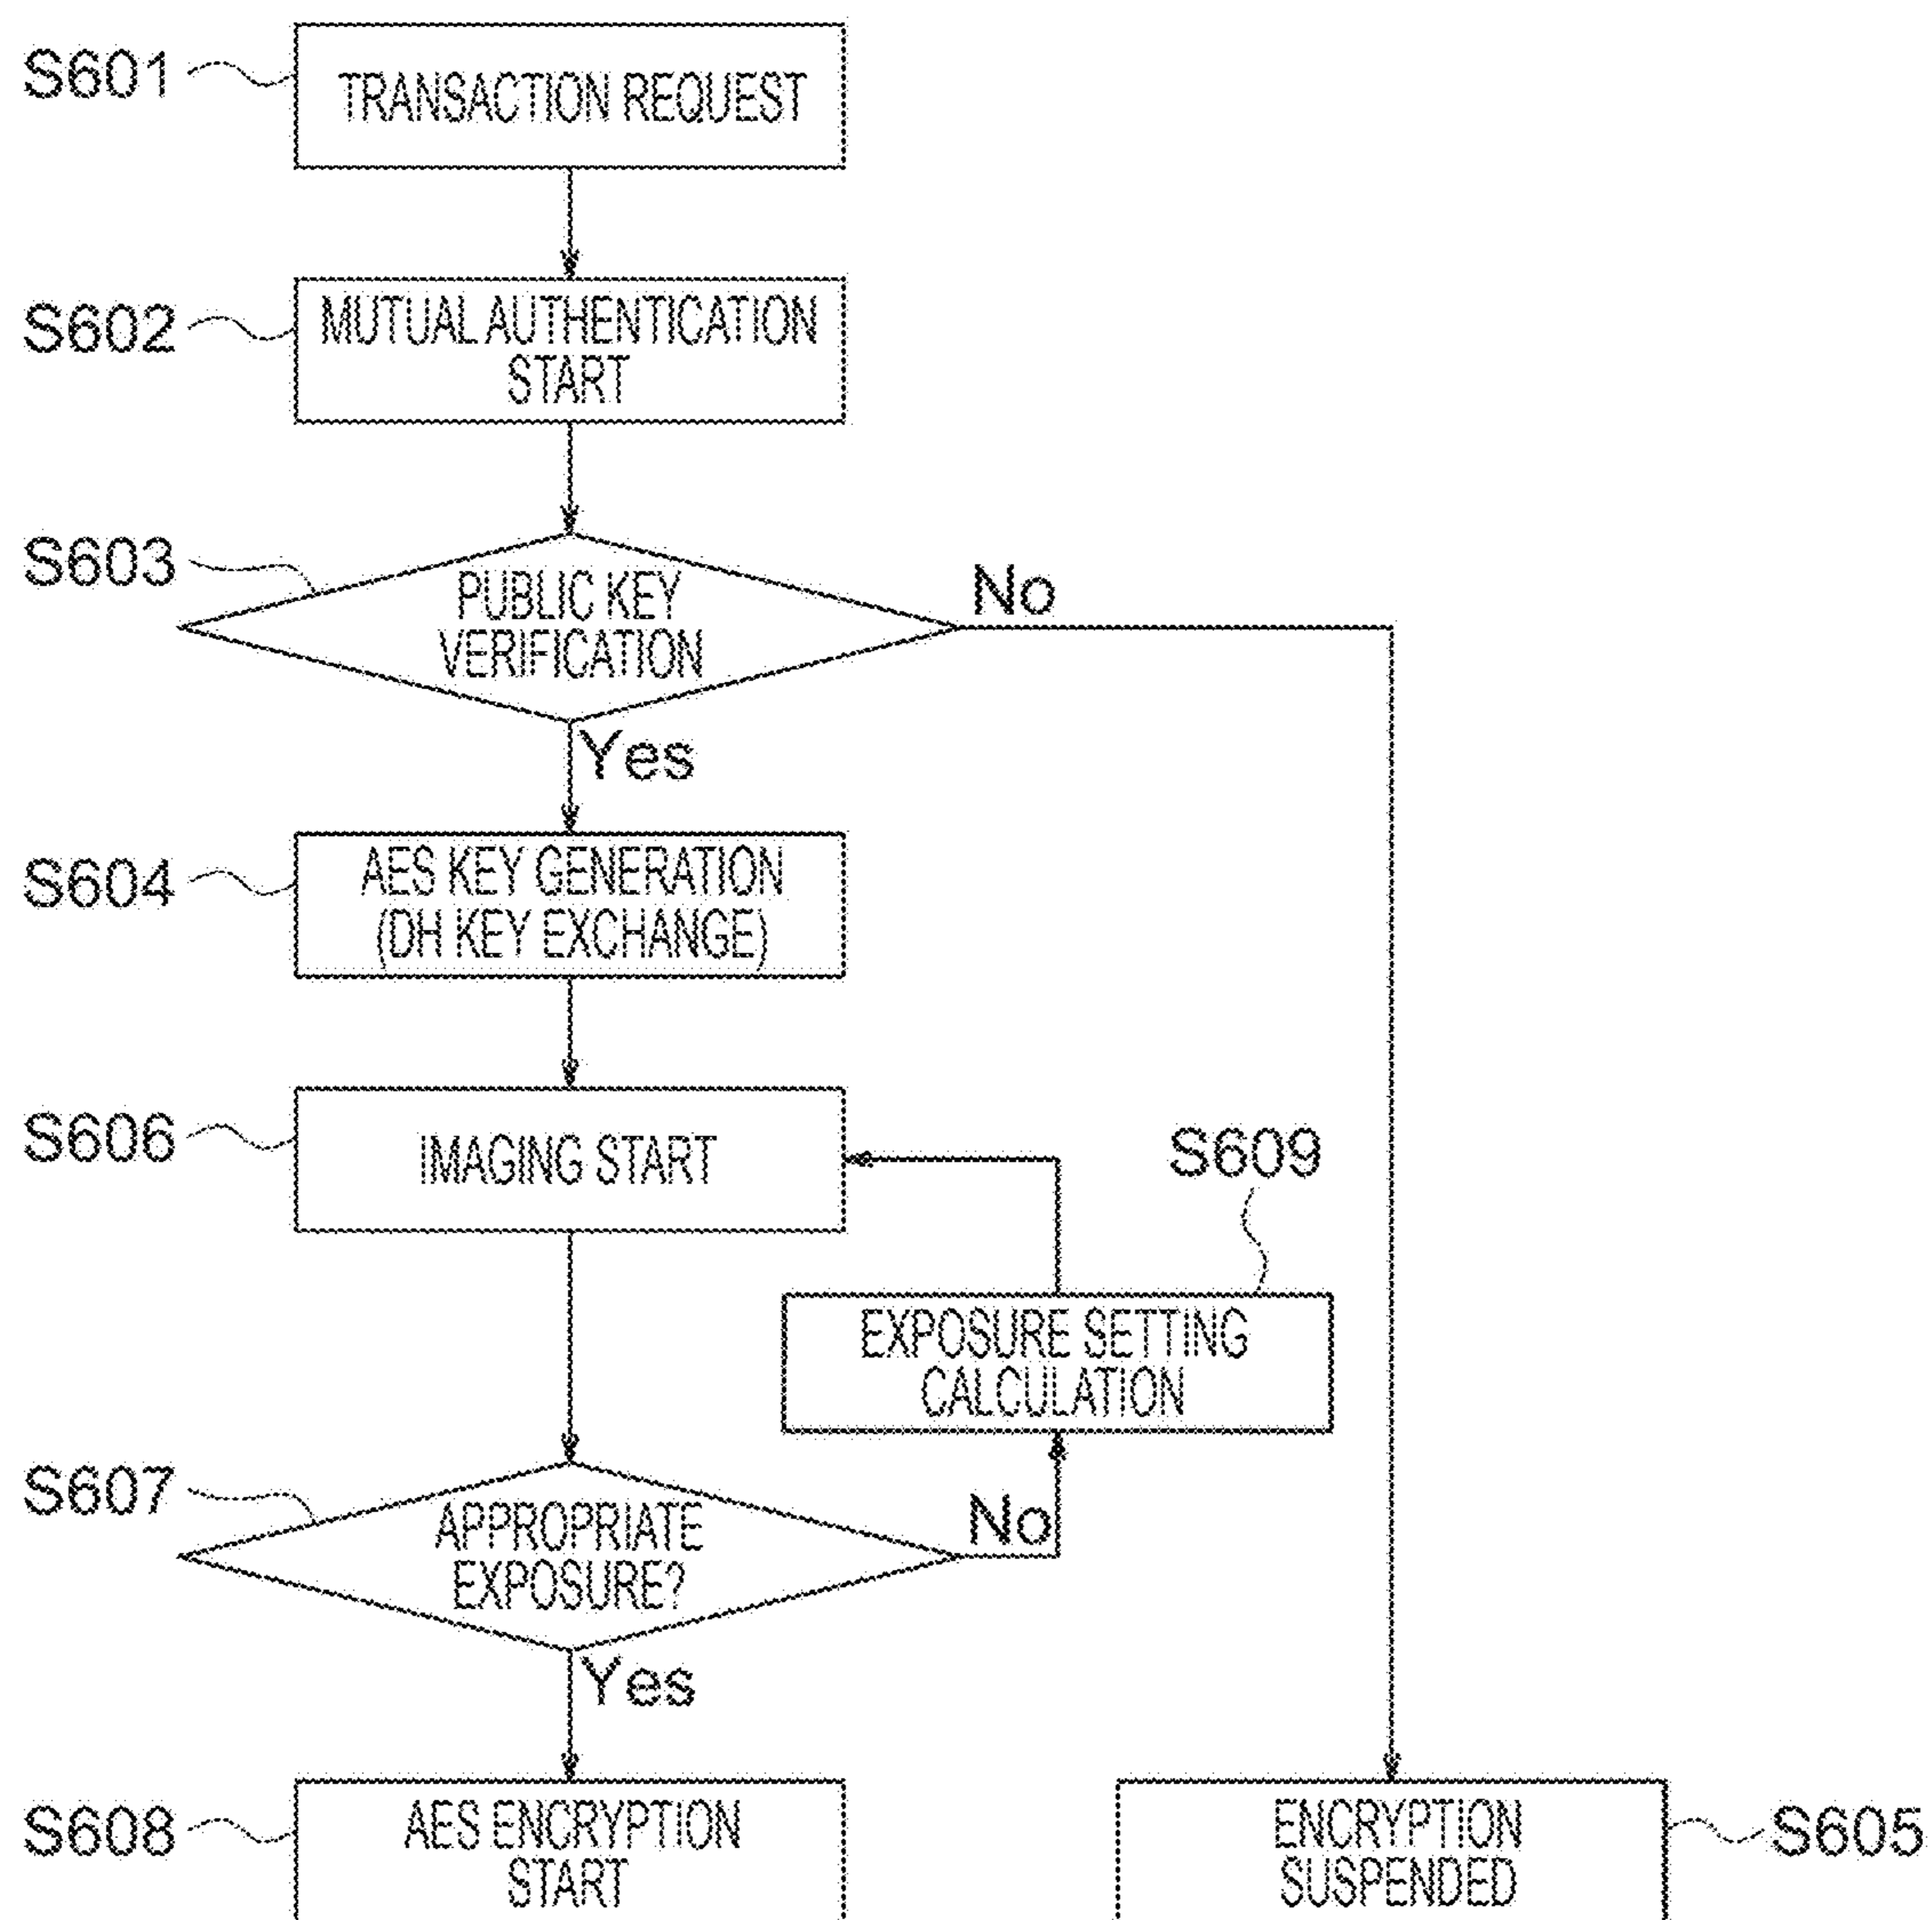 S601
TRANSACTION REQUEST
S602
MUTUAL AUTHENTICATION
START
S603
PUBLIC KEY
VERIFICATION
No
Yes
S604
AES KEY GENERATION
(DH KEY EXCHANGE)
S606
IMAGING START
S609
EXPOSURE SETTING
CALCULATION
S607
APPROPRIATE
EXPOSURE?
No
Yes
S608
AES ENCRYPTION
START
ENCRYPTION
SUSPENDED
S605